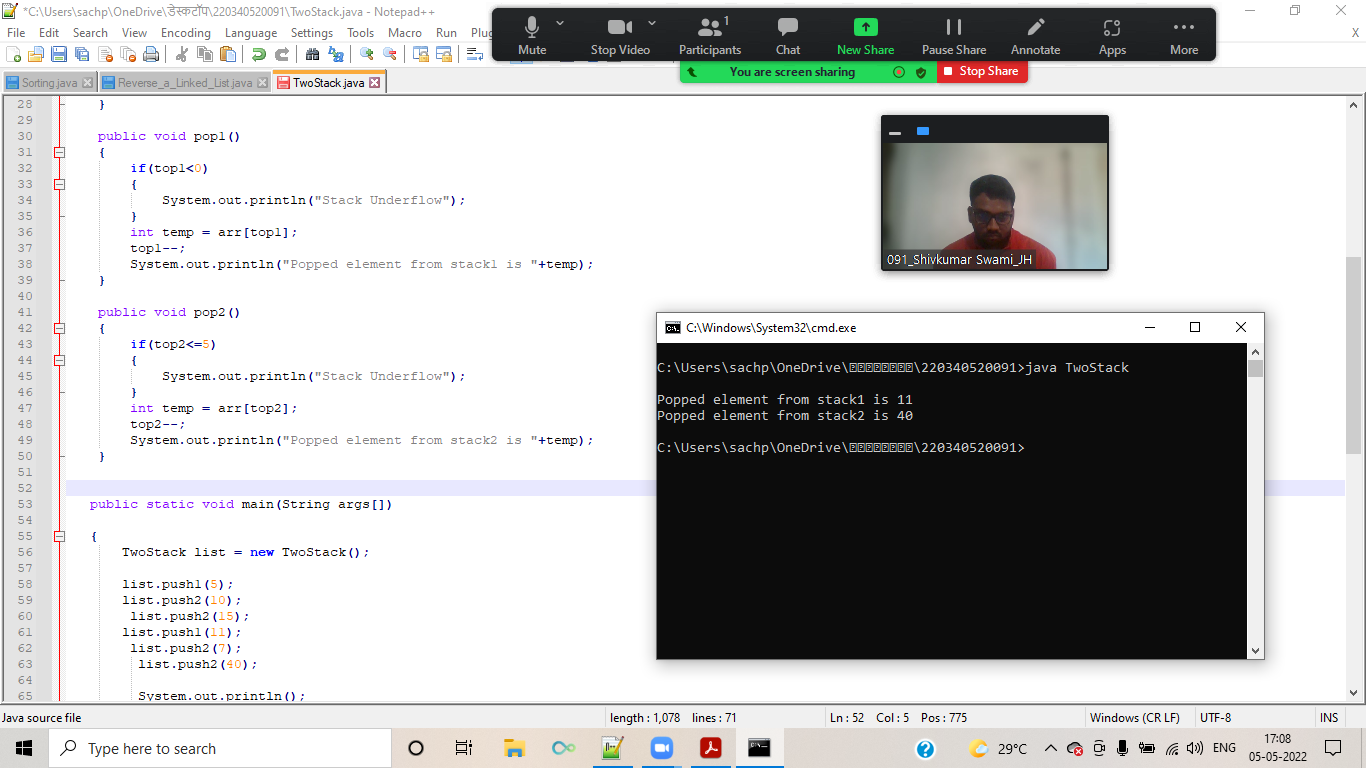 *C:\Users\sachp\OneDrive\डेस्कटॉप\220340520091\TwoStack.java - Notepad++
File Edit Search View Encoding Language Settings Tools Macro Run
Mute Stop Video Participants 1 Chat New Share Pause Share Annotate Apps More
You are screen sharing Stop Share
Sorting.java Reverse_a_Linked_List.java TwoStack.java
28 }
29
30 public void pop1()
31 {
32 if(top1<0)
33 {
34 System.out.println("Stack Underflow");
35 }
36 int temp = arr[top1];
37 top1--;
38 System.out.println("Popped element from stack1 is "+temp);
39 }
40
41 public void pop2()
42 {
43 if(top2<=5)
44 {
45 System.out.println("Stack Underflow");
46 }
47 int temp = arr[top2];
48 top2--;
49 System.out.println("Popped element from stack2 is "+temp);
50 }
51
52
53 public static void main(String args[])
54
55 {
56 TwoStack list = new TwoStack();
57
58 list.push1(5);
59 list.push2(10);
60 list.push2(15);
61 list.push1(11);
62 list.push2(7);
63 list.push2(40);
64
65 System.out.println();
091_Shivkumar Swami_JH
C:\Windows\System32\cmd.exe
C:\Users\sachp\OneDrive\⍰⍰⍰⍰⍰⍰⍰⍰\220340520091>java TwoStack
Popped element from stack1 is 11
Popped element from stack2 is 40
C:\Users\sachp\OneDrive\⍰⍰⍰⍰⍰⍰⍰⍰\220340520091>
Java source file length : 1,078 lines : 71 Ln : 52 Col : 5 Pos : 775 Windows (CR LF) UTF-8 INS
Type here to search 29°C ENG 17:08
05-05-2022